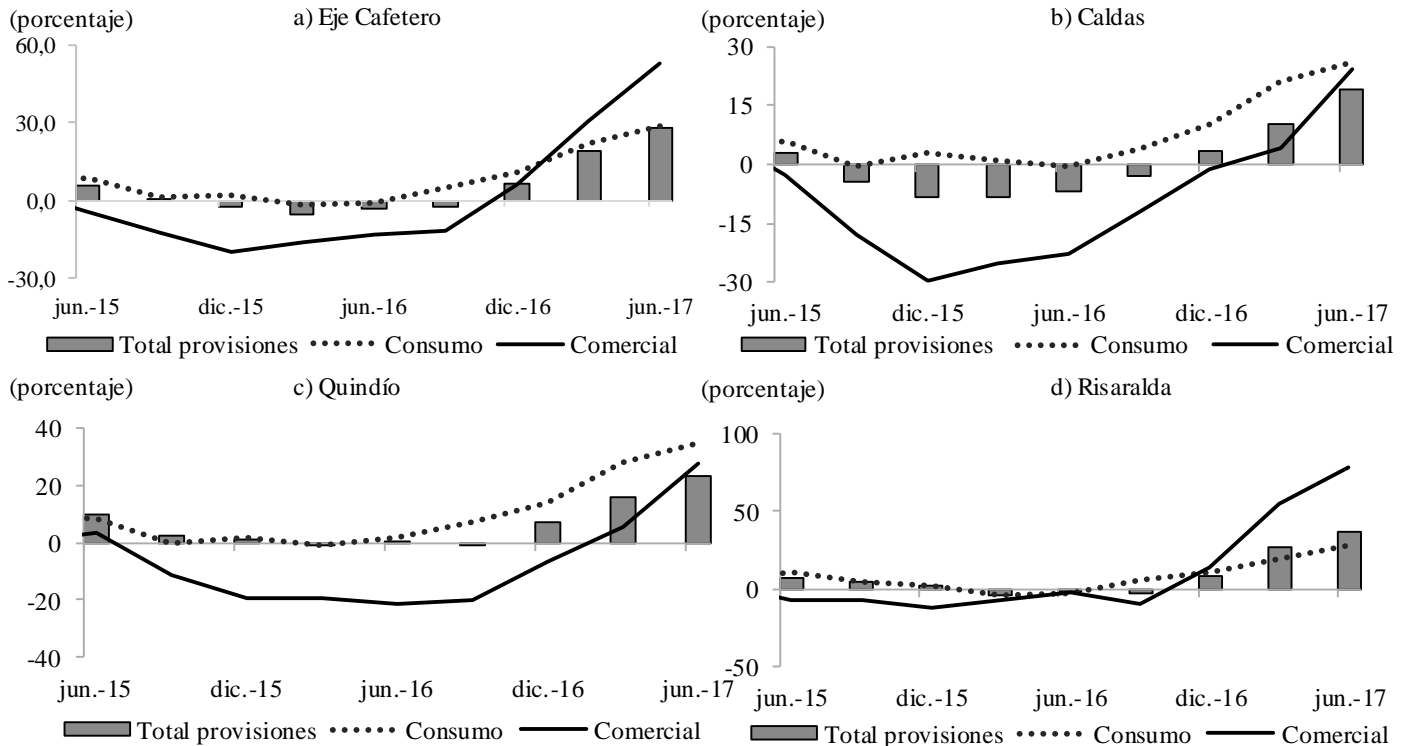 (porcentaje) a) Eje Cafetero
60,0
30,0
0,0
-30,0
jun.-15 dic.-15 jun.-16 dic.-16 jun.-17
Total provisiones Consumo Comercial
(porcentaje) b) Caldas
30
15
0
-15
-30
jun.-15 dic.-15 jun.-16 dic.-16 jun.-17
Total provisiones Consumo Comercial
(porcentaje) c) Quindío
40
20
0
-20
-40
jun.-15 dic.-15 jun.-16 dic.-16 jun.-17
Total provisiones Consumo Comercial
(porcentaje) d) Risaralda
100
50
0
-50
jun.-15 dic.-15 jun.-16 dic.-16 jun.-17
Total provisiones Consumo Comercial